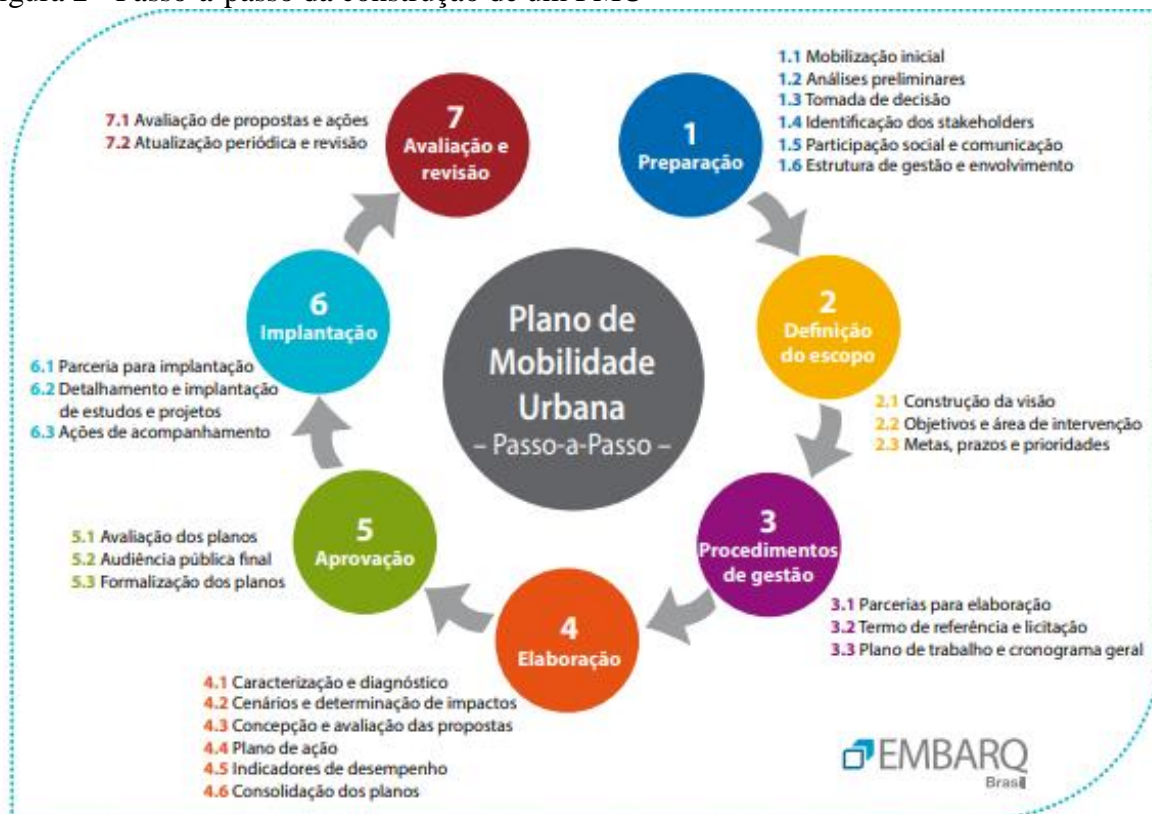 1.1 Mobilização inicial
1.2 Análises preliminares
1.3 Tomada de decisão
1.4 Identificação dos stakeholders
1.5 Participação social e comunicação
1.6 Estrutura de gestão e envolvimento
1
Preparação
7.1 Avaliação de propostas e ações
7.2 Atualização periódica e revisão
7
Avaliação e
revisão
2
Definição
do escopo
2.1 Construção da visão
2.2 Objetivos e área de intervenção
2.3 Metas, prazos e prioridades
Plano de
Mobilidade
Urbana
– Passo-a-Passo –
6
Implantação
6.1 Parceria para implantação
6.2 Detalhamento e implantação
de estudos e projetos
6.3 Ações de acompanhamento
3
Procedimentos
de gestão
3.1 Parcerias para elaboração
3.2 Termo de referência e licitação
3.3 Plano de trabalho e cronograma geral
5
Aprovação
5.1 Avaliação dos planos
5.2 Audiência pública final
5.3 Formalização dos planos
4
Elaboração
4.1 Caracterização e diagnóstico
4.2 Cenários e determinação de impactos
4.3 Concepção e avaliação das propostas
4.4 Plano de ação
4.5 Indicadores de desempenho
4.6 Consolidação dos planos
EMBARQ
Brasil